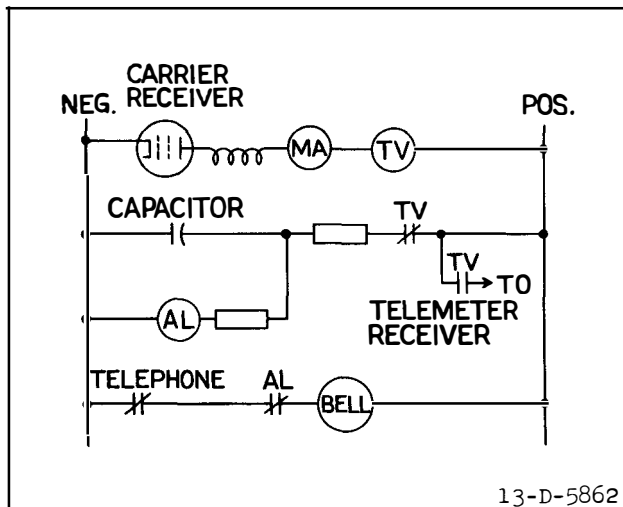 CARRIER
RECEIVER
NEG.
POS.
MA
TV
CAPACITOR
TV
TV
TO
TELEMETER
RECEIVER
AL
TELEPHONE
AL
BELL
13-D-5862